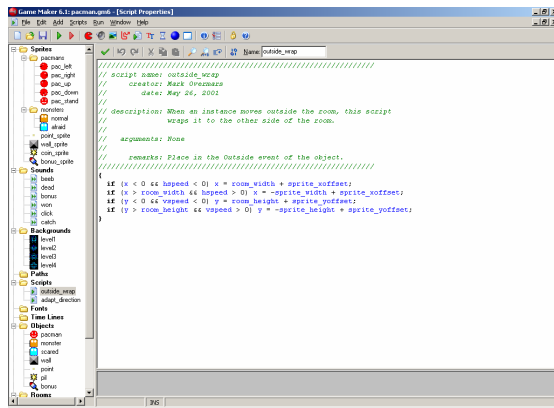 Game Maker 6.1: pacman.gm6 - [Script Properties]
File Edit Add Scripts Run Window Help
Name: outside_wrap
Sprites
pacmans
pac_left
pac_right
pac_up
pac_down
pac_stand
monsters
normal
afraid
point_sprite
wall_sprite
coin_sprite
bonus_sprite
Sounds
beeb
dead
bonus
won
click
catch
Backgrounds
level1
level2
level3
level4
Paths
Scripts
outside_wrap
adapt_direction
Fonts
Time Lines
Objects
pacman
monster
scared
wall
point
pil
bonus
Rooms
/////////////////////////////////////////////////////////////////
// script name: outside_wrap
// creator: Mark Overmars
// date: May 26, 2001
//
// description: When an instance moves outside the room, this script
// wraps it to the other side of the room.
//
// arguments: None
//
// remarks: Place in the Outside event of the object.
/////////////////////////////////////////////////////////////////
{
if (x < 0 && hspeed < 0) x = room_width + sprite_xoffset;
if (x > room_width && hspeed > 0) x = -sprite_width + sprite_xoffset;
if (y < 0 && vspeed < 0) y = room_height + sprite_yoffset;
if (y > room_height && vspeed > 0) y = -sprite_height + sprite_yoffset;
}
INS